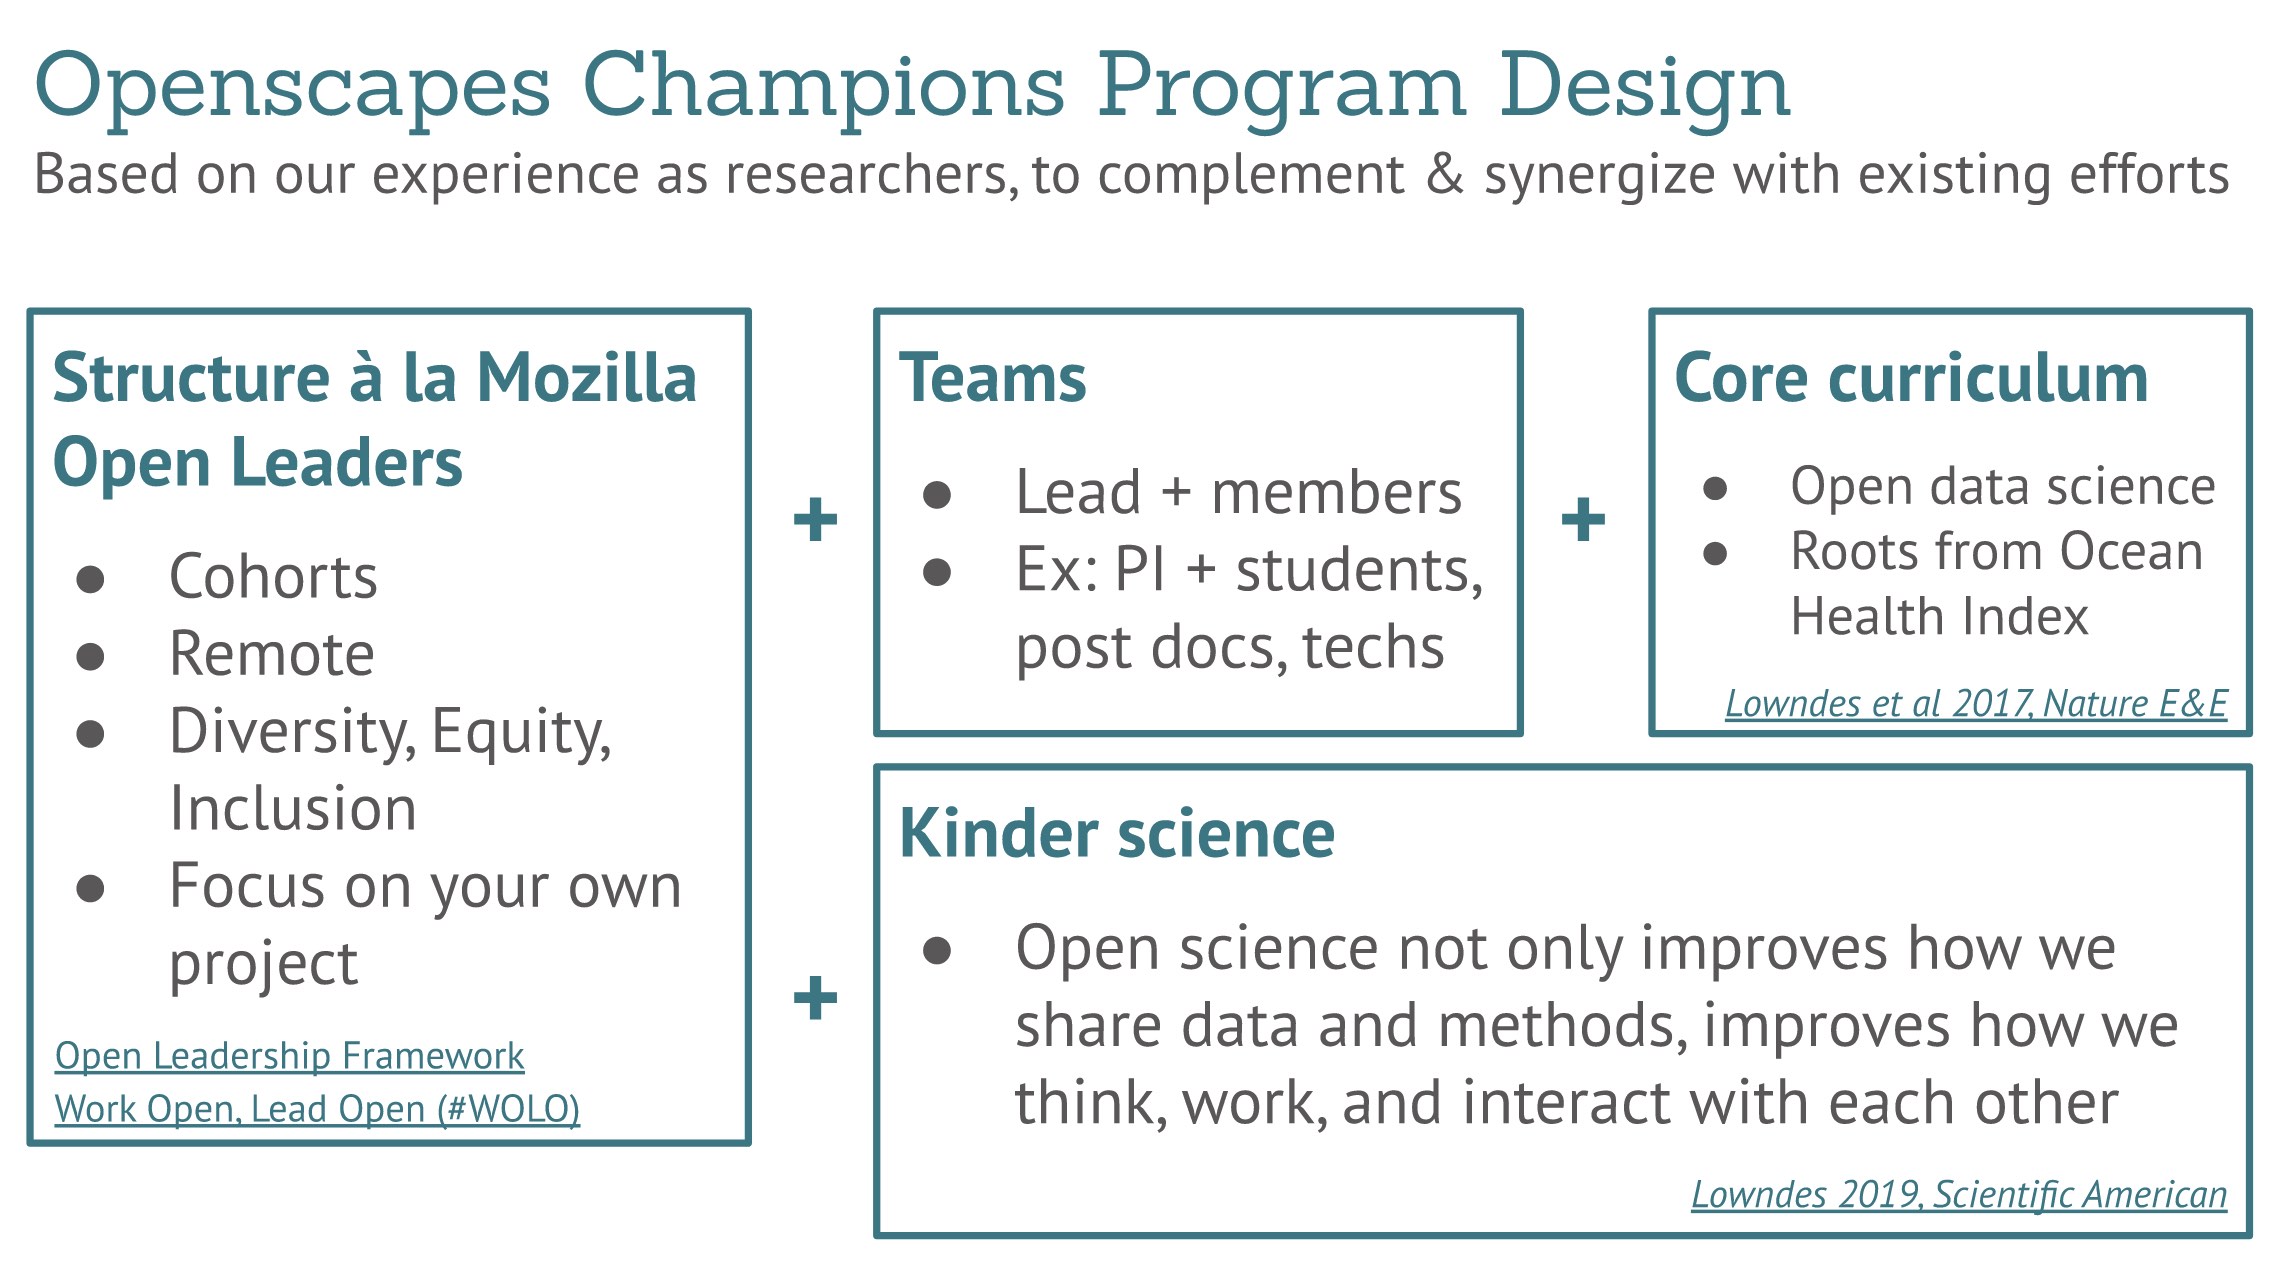 Openscapes Champions Program Design
Based on our experience as researchers, to complement & synergize with existing efforts
Structure à la Mozilla
Open Leaders
● Cohorts
● Remote
● Diversity, Equity,
Inclusion
● Focus on your own
project
Open Leadership Framework
Work Open, Lead Open (#WOLO)
+
Teams
● Lead + members
● Ex: PI + students,
post docs, techs
+
Core curriculum
● Open data science
● Roots from Ocean
Health Index
Lowndes et al 2017, Nature E&E
+
Kinder science
● Open science not only improves how we
share data and methods, improves how we
think, work, and interact with each other
Lowndes 2019, Scientific American